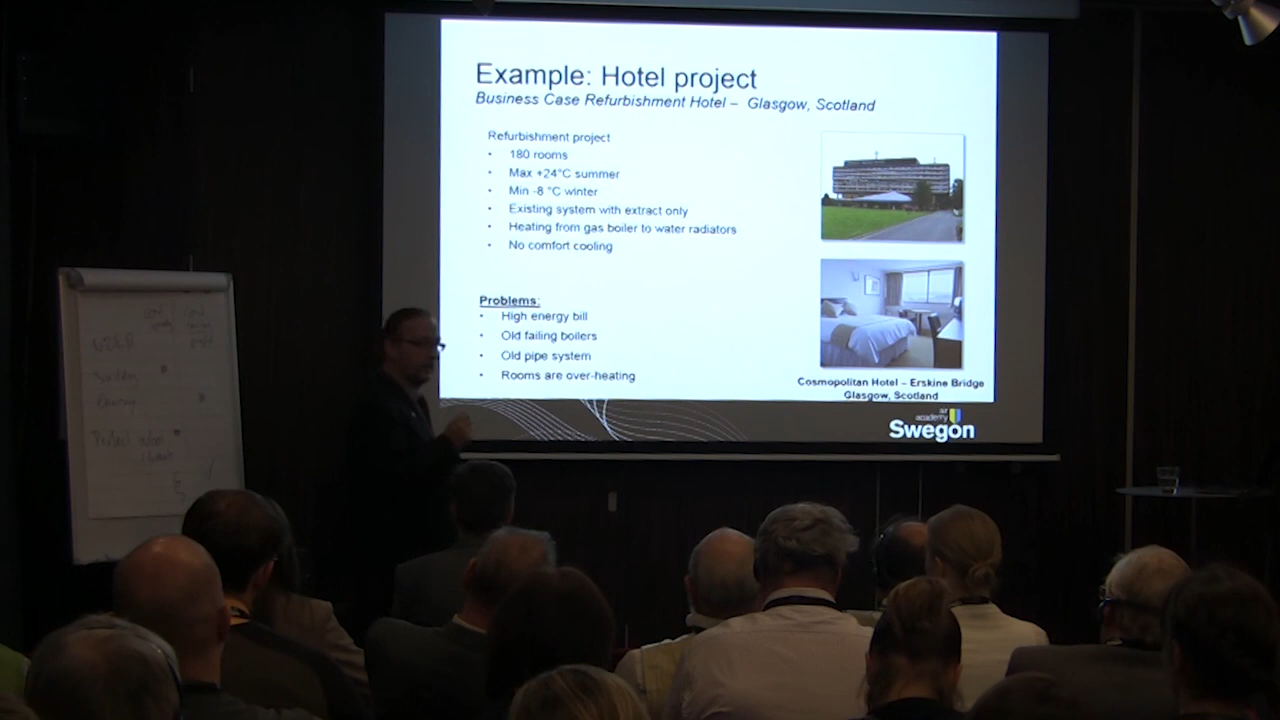 Example: Hotel project
Business Case Refurbishment Hotel – Glasgow, Scotland
Refurbishment project
• 180 rooms
• Max +24°C summer
• Min -8 °C winter
• Existing system with extract only
• Heating from gas boiler to water radiators
• No comfort cooling
Problems:
• High energy bill
• Old failing boilers
• Old pipe system
• Rooms are over-heating
Cosmopolitan Hotel – Erskine Bridge
Glasgow, Scotland
air
academy
Swegon